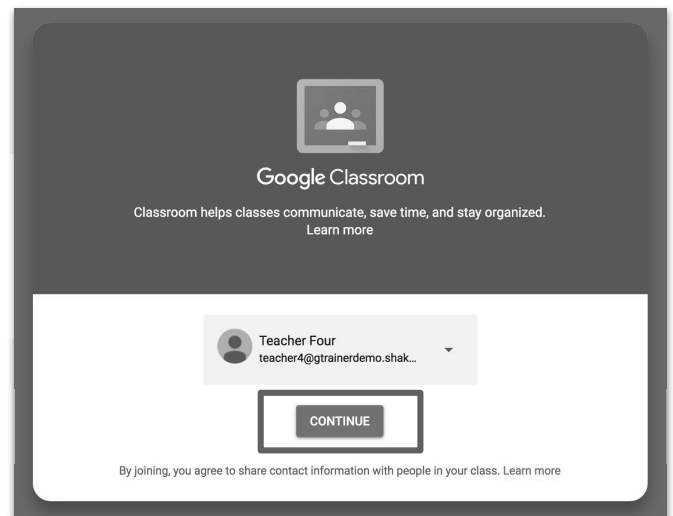 Google Classroom
Classroom helps classes communicate, save time, and stay organized.
Learn more
Teacher Four
teacher4@gtrainerdemo.shak...
CONTINUE
By joining, you agree to share contact information with people in your class. Learn more